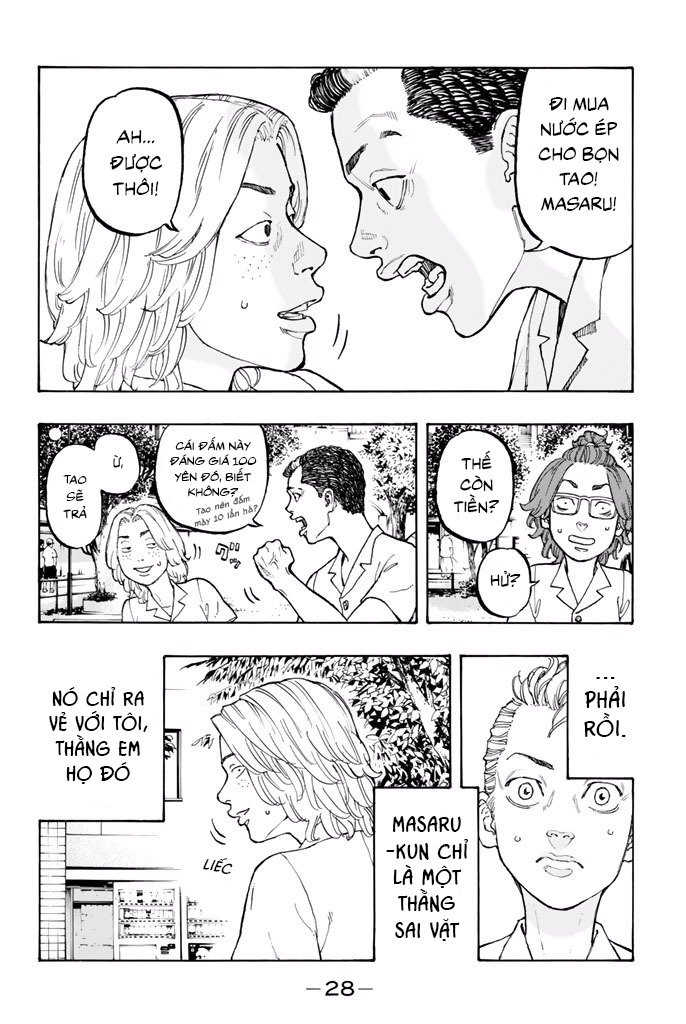 ĐI MUA
NƯỚC ÉP
CHO BỌN
TAO!
MASARU!
AH...
ĐƯỢC
THÔI!
THẾ
CÒN
TIỀN?
HỬ?
CÁI ĐẤM NÀY
ĐÁNG GIÁ 100
YÊN ĐÓ, BIẾT
KHÔNG?
Tao nên đấm
mày 10 lần hả?
Ừ,
TAO
SẼ
TRẢ
グッ
...
PHẢI
RỒI.
MASARU
-KUN CHỈ
LÀ MỘT
THẰNG
SAI VẶT
NÓ CHỈ RA
VẺ VỚI TÔI,
THẰNG EM
HỌ ĐÓ
LIẾC
-28-